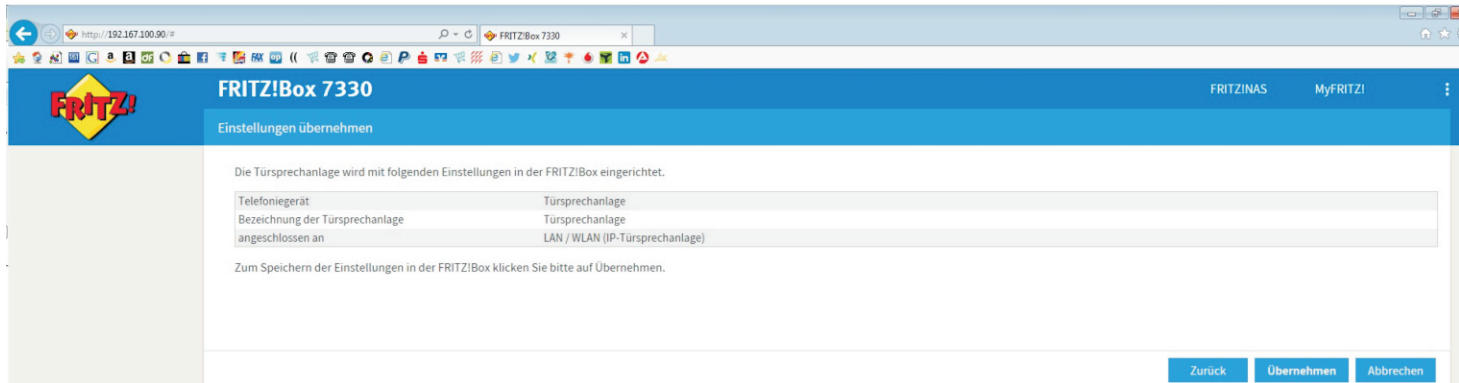 http://192.167.100.90/#
FRITZ!Box 7330
FRITZ!
FRITZ!Box 7330
FRITZ!NAS
MyFRITZ!
Einstellungen übernehmen
Die Türsprechanlage wird mit folgenden Einstellungen in der FRITZ!Box eingerichtet.
Telefoniegerät Türsprechanlage
Bezeichnung der Türsprechanlage Türsprechanlage
angeschlossen an LAN / WLAN (IP-Türsprechanlage)
Zum Speichern der Einstellungen in der FRITZ!Box klicken Sie bitte auf Übernehmen.
Zurück
Übernehmen
Abbrechen